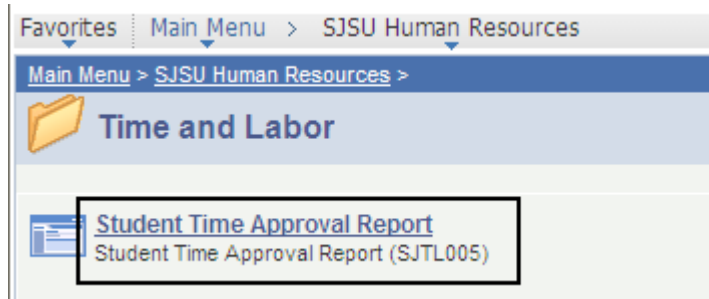 Favorites Main Menu > SJSU Human Resources
Main Menu > SJSU Human Resources >
Time and Labor
Student Time Approval Report
Student Time Approval Report (SJTL005)